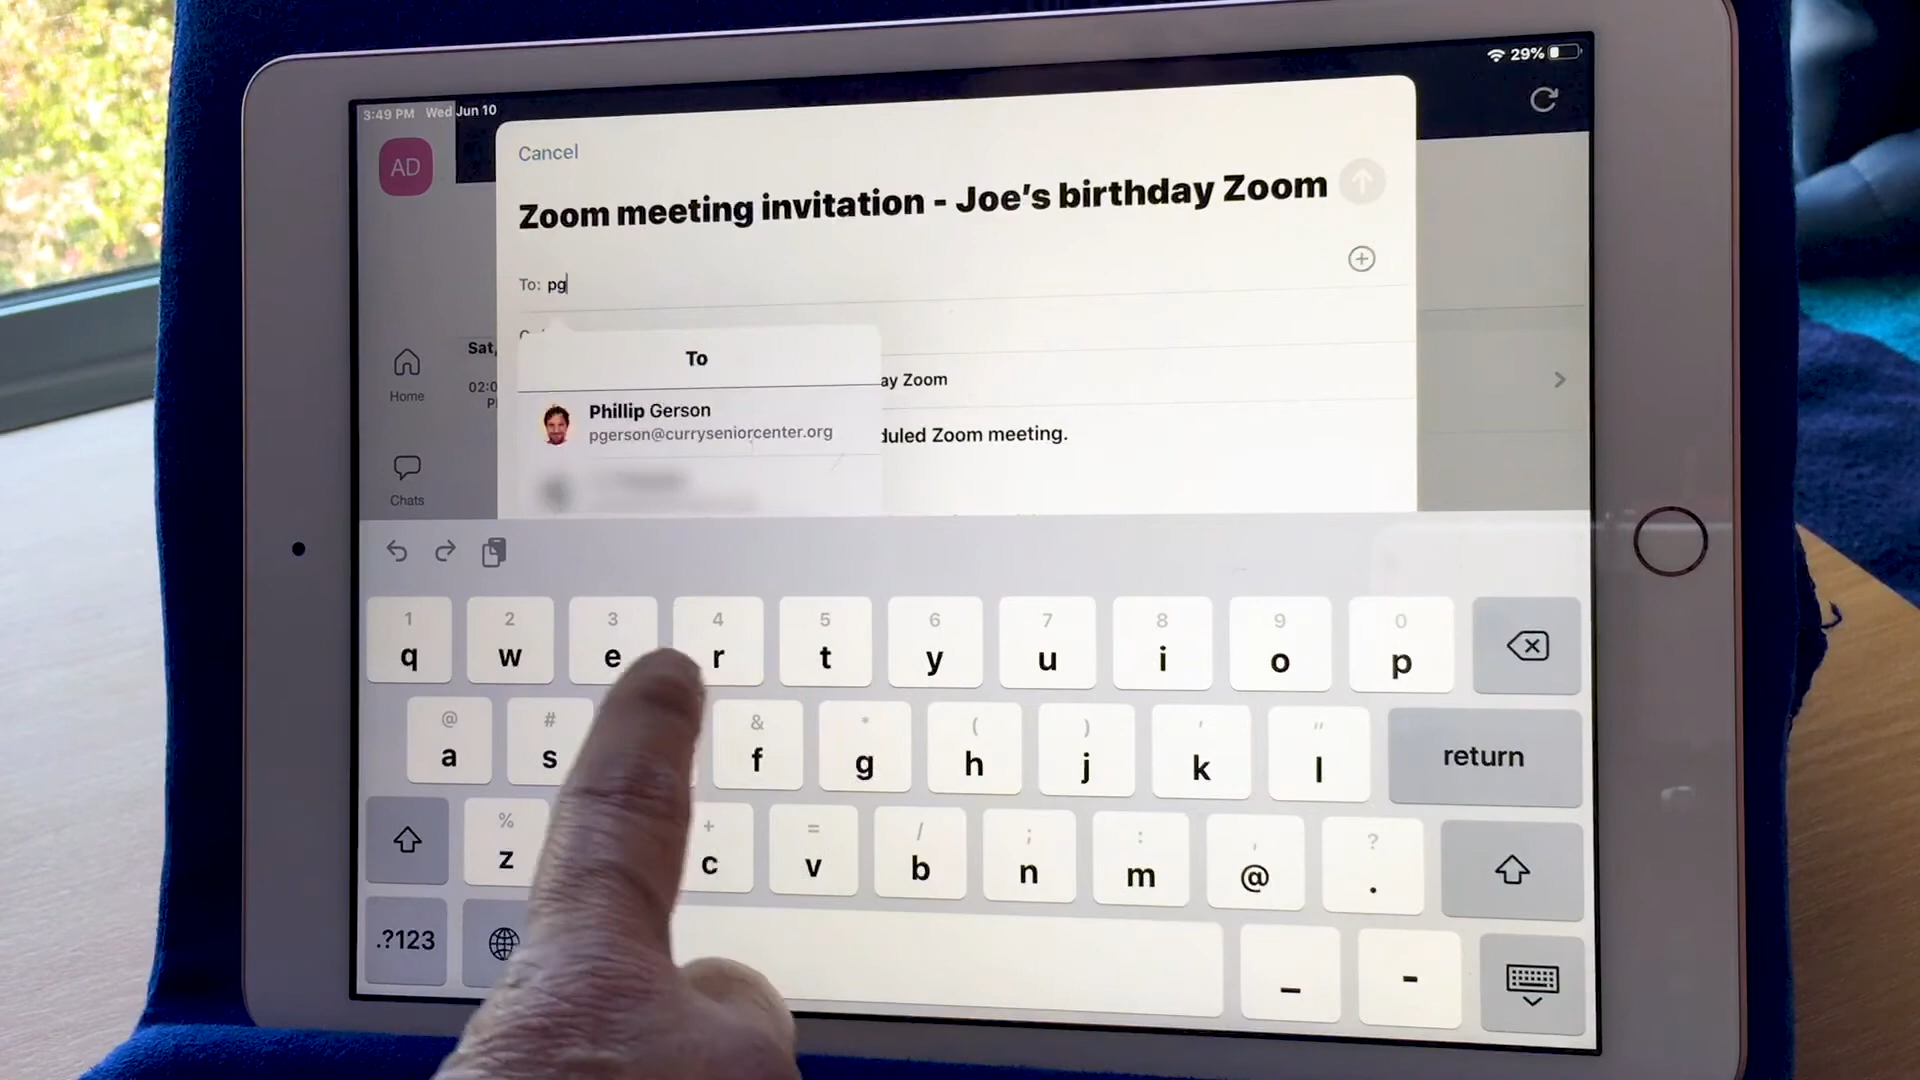 3:49 PM Wed Jun 10
29%
AD
Cancel
Zoom meeting invitation - Joe's birthday Zoom
To: pg
To
Sat,
02:0
P
Home
ay Zoom
Phillip Gerson
pgerson@curryseniorcenter.org
duled Zoom meeting.
Chats
1 2 3 4 5 6 7 8 9 0
q w e r t y u i o p
@ # & * ( ) ' "
a s f g h j k l return
% + = / ; : , ?
z c v b n m @ .
.?123 _ -